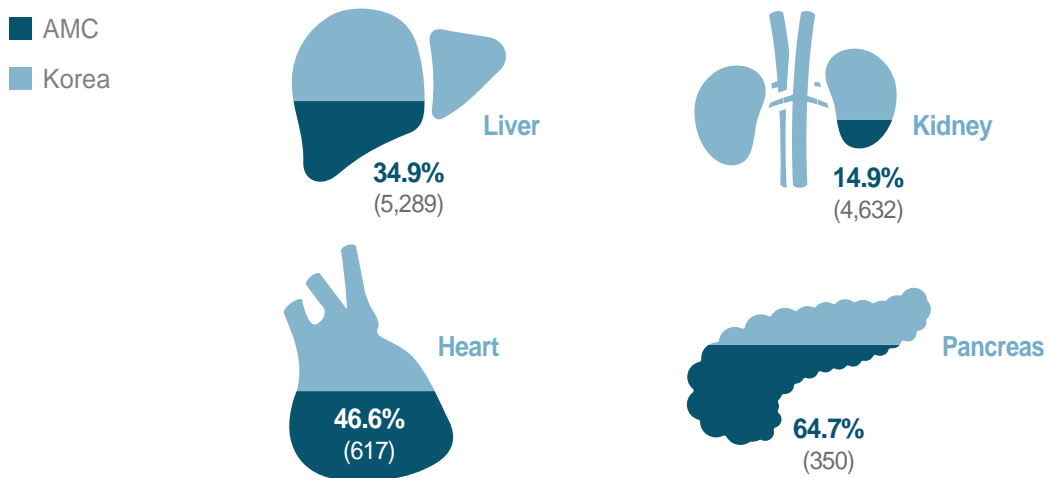 AMC
Korea
Liver
34.9%
(5,289)
Kidney
14.9%
(4,632)
Heart
46.6%
(617)
Pancreas
64.7%
(350)